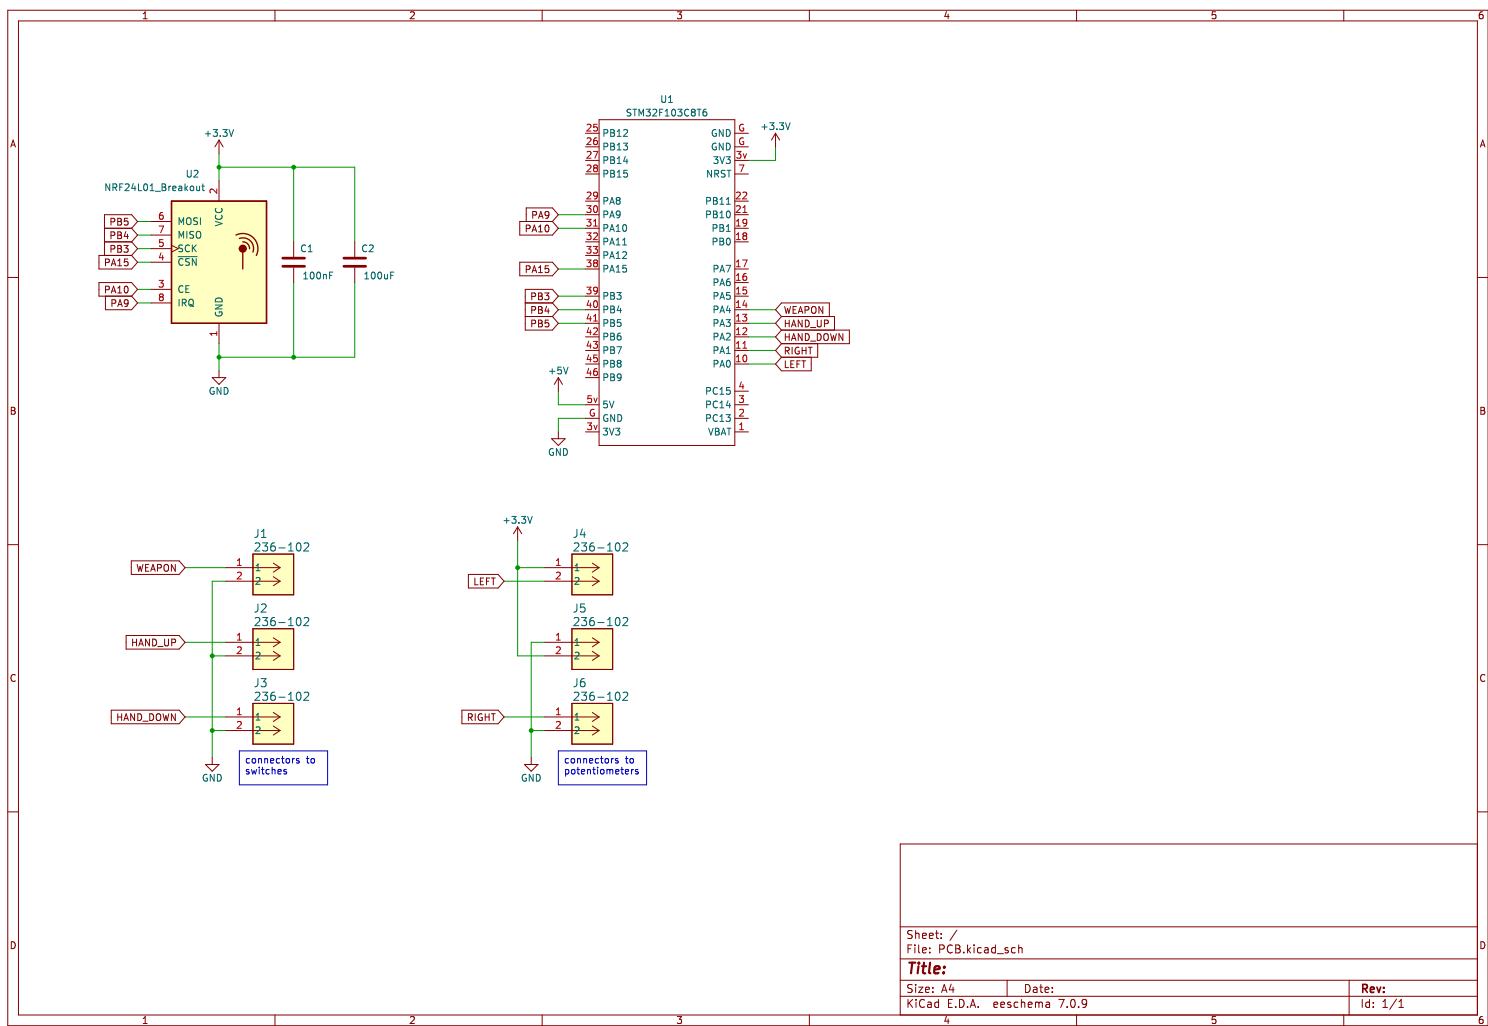 1 2 3 4 5 6
A
B
C
D
A
B
C
D
+3.3V
U2
NRF24L01_Breakout
2
VCC
PB5 6 MOSI
PB4 7 MISO
PB3 5 SCK
PA15 4 CSN
PA10 3 CE
PA9 8 IRQ
GND
1
GND
C1
100nF
C2
100uF
U1
STM32F103C8T6
25 PB12
26 PB13
27 PB14
28 PB15
29 PA8
PA9 30 PA9
PA10 31 PA10
32 PA11
33 PA12
PA15 38 PA15
PB3 39 PB3
PB4 40 PB4
PB5 41 PB5
42 PB6
43 PB7
45 PB8
46 PB9
+5V
5v 5V
G GND
3v 3V3
GND
+3.3V
GND G
GND G
3V3 3v
NRST 7
PB11 22
PB10 21
PB1 19
PB0 18
PA7 17
PA6 16
PA5 15
PA4 14 WEAPON
PA3 13 HAND_UP
PA2 12 HAND_DOWN
PA1 11 RIGHT
PA0 10 LEFT
PC15 4
PC14 3
PC13 2
VBAT 1
J1
236-102
WEAPON 1 1
2 2
J2
236-102
HAND_UP 1 1
2 2
J3
236-102
HAND_DOWN 1 1
2 2
GND
connectors to
switches
+3.3V
J4
236-102
1 1
LEFT 2 2
J5
236-102
1 1
2 2
J6
236-102
RIGHT 1 1
2 2
GND
connectors to
potentiometers
Sheet: /
File: PCB.kicad_sch
Title:
Size: A4 Date: Rev:
KiCad E.D.A. eeschema 7.0.9 Id: 1/1
1 2 3 4 5 6